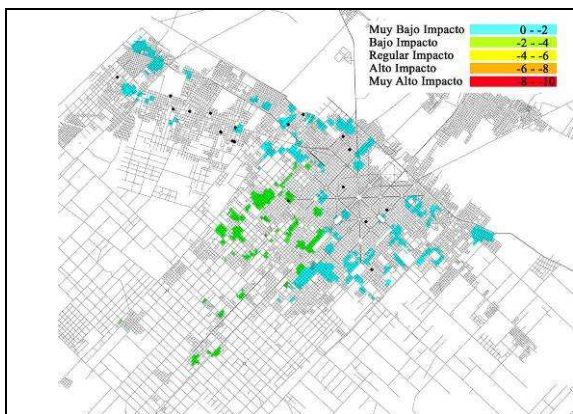 Muy Bajo Impacto 0 - -2
Bajo Impacto -2 - -4
Regular Impacto -4 - -6
Alto Impacto -6 - -8
Muy Alto Impacto -8 - -10